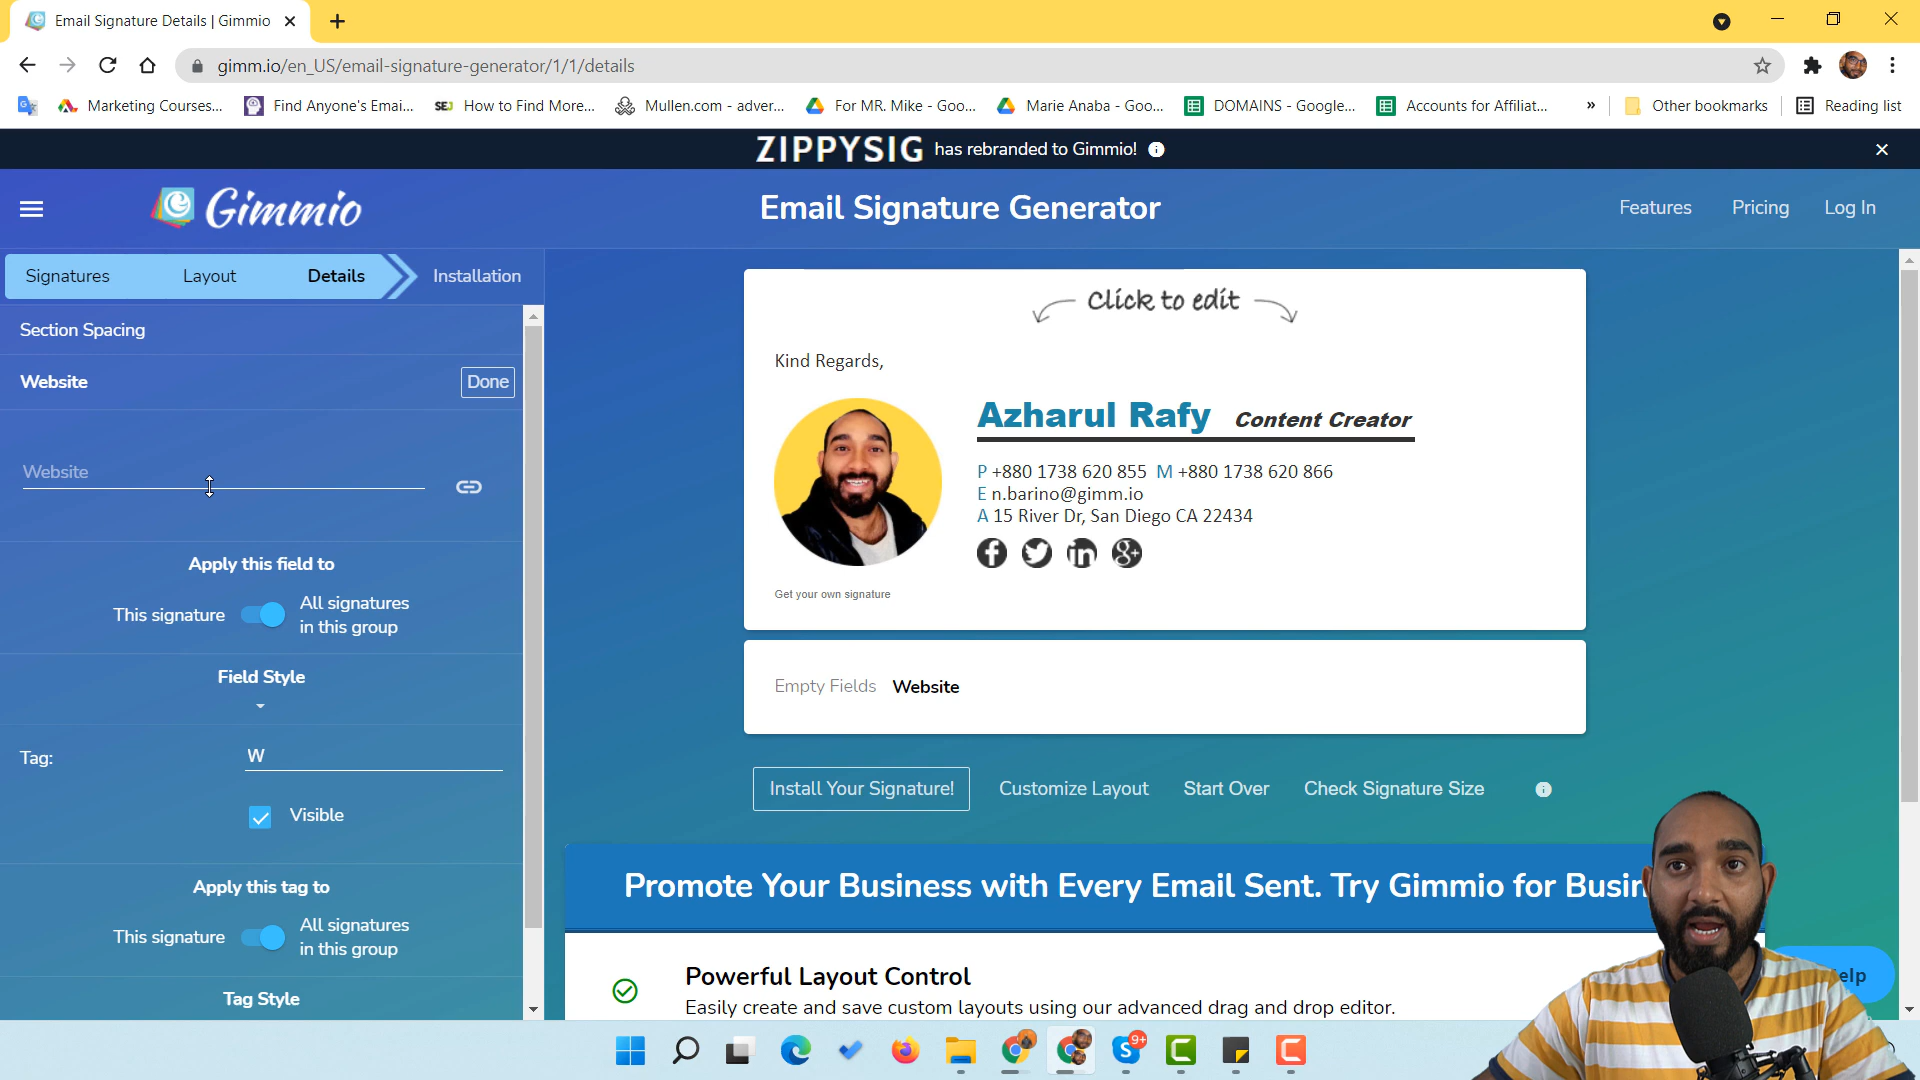 Email Signature Details | Gimmio
gimm.io/en_US/email-signature-generator/1/1/details
Marketing Courses...
Find Anyone's Emai...
SEJ How to Find More...
Mullen.com - adver...
For MR. Mike - Goo...
Marie Anaba - Goo...
DOMAINS - Google...
Accounts for Affiliat...
»
Other bookmarks
Reading list
ZIPPYSIG has rebranded to Gimmio!
Gimmio
Email Signature Generator
Features
Pricing
Log In
Signatures
Layout
Details
Installation
Section Spacing
Website
Done
Website
Apply this field to
This signature
All signatures
in this group
Field Style
Tag:
W
Visible
Apply this tag to
This signature
All signatures
in this group
Tag Style
Click to edit
Kind Regards,
Azharul Rafy Content Creator
P +880 1738 620 855 M +880 1738 620 866
E n.barino@gimm.io
A 15 River Dr, San Diego CA 22434
Get your own signature
Empty Fields Website
Install Your Signature!
Customize Layout
Start Over
Check Signature Size
Promote Your Business with Every Email Sent. Try Gimmio for Busin
Powerful Layout Control
Easily create and save custom layouts using our advanced drag and drop editor.
elp
9+